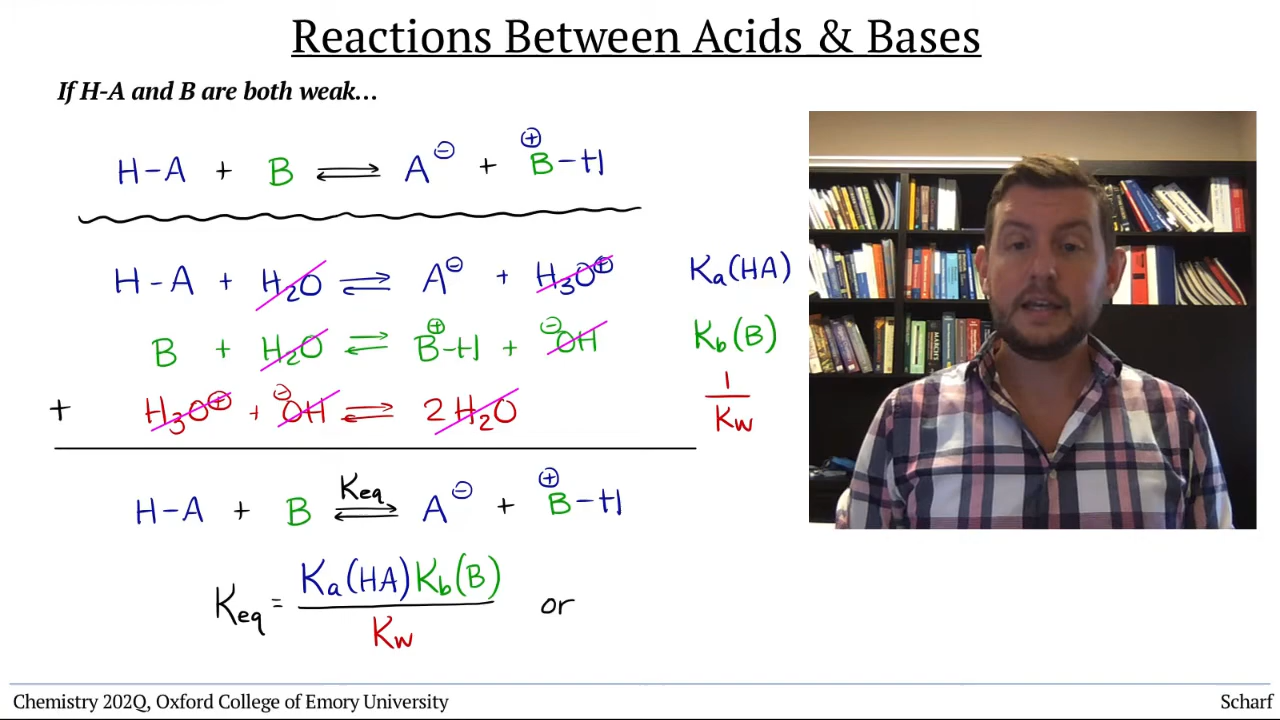 Reactions Between Acids & Bases
If H-A and B are both weak...
H-A + B ⇌ A⊖ + B⊕-H
H-A + H₂O ⇌ A⊖ + H₃O⊕ Ka(HA)
B + H₂O ⇌ B⊕-H + ⊖OH Kb(B)
+ H₃O⊕ + ⊖OH ⇌ 2 H₂O 1/Kw
H-A + B ⇌ A⊖ + B⊕-H Keq
Keq = Ka(HA)Kb(B)/Kw or
Chemistry 202Q, Oxford College of Emory University
Scharf